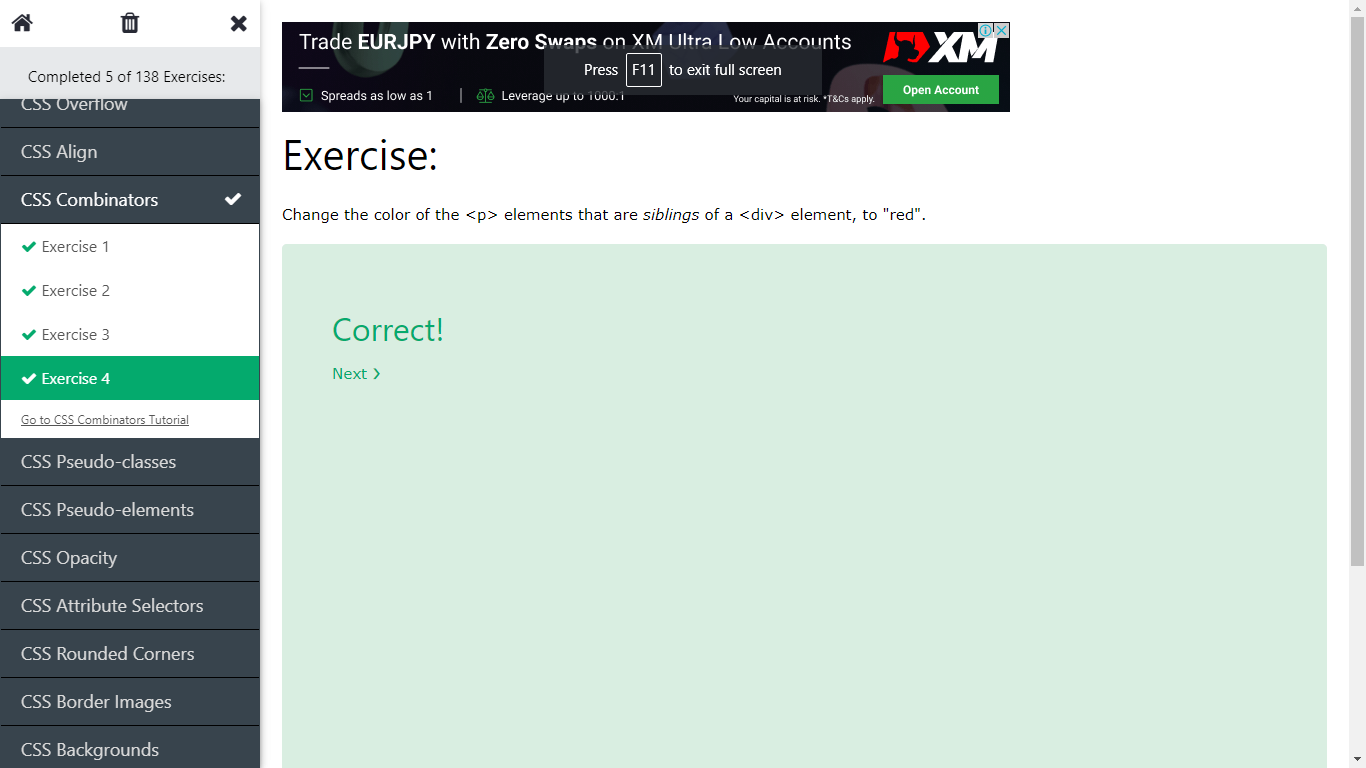 Completed 5 of 138 Exercises:
CSS Overflow
CSS Align
CSS Combinators
Exercise 1
Exercise 2
Exercise 3
Exercise 4
Go to CSS Combinators Tutorial
CSS Pseudo-classes
CSS Pseudo-elements
CSS Opacity
CSS Attribute Selectors
CSS Rounded Corners
CSS Border Images
CSS Backgrounds
Trade EURJPY with Zero Swaps on XM Ultra Low Accounts
XM
Press F11 to exit full screen
Spreads as low as 1 | Leverage up to 1000:1
Your capital is at risk. *T&Cs apply.
Open Account
Exercise:
Change the color of the <p> elements that are siblings of a <div> element, to "red".
Correct!
Next ❯